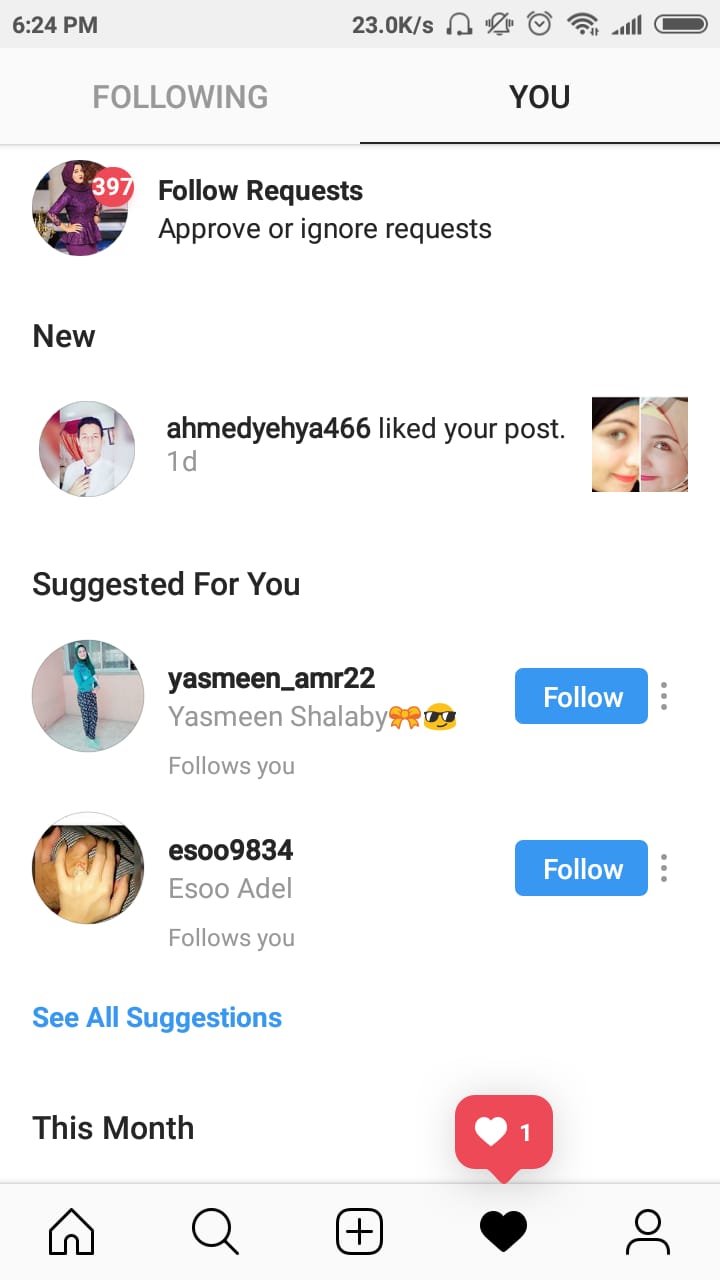 6:24 PM 23.0K/s
FOLLOWING YOU
397
Follow Requests
Approve or ignore requests
New
ahmedyehya466 liked your post.
1d
Suggested For You
yasmeen_amr22
Yasmeen Shalaby🎀😎
Follow
Follows you
esoo9834
Esoo Adel
Follow
Follows you
See All Suggestions
This Month
1